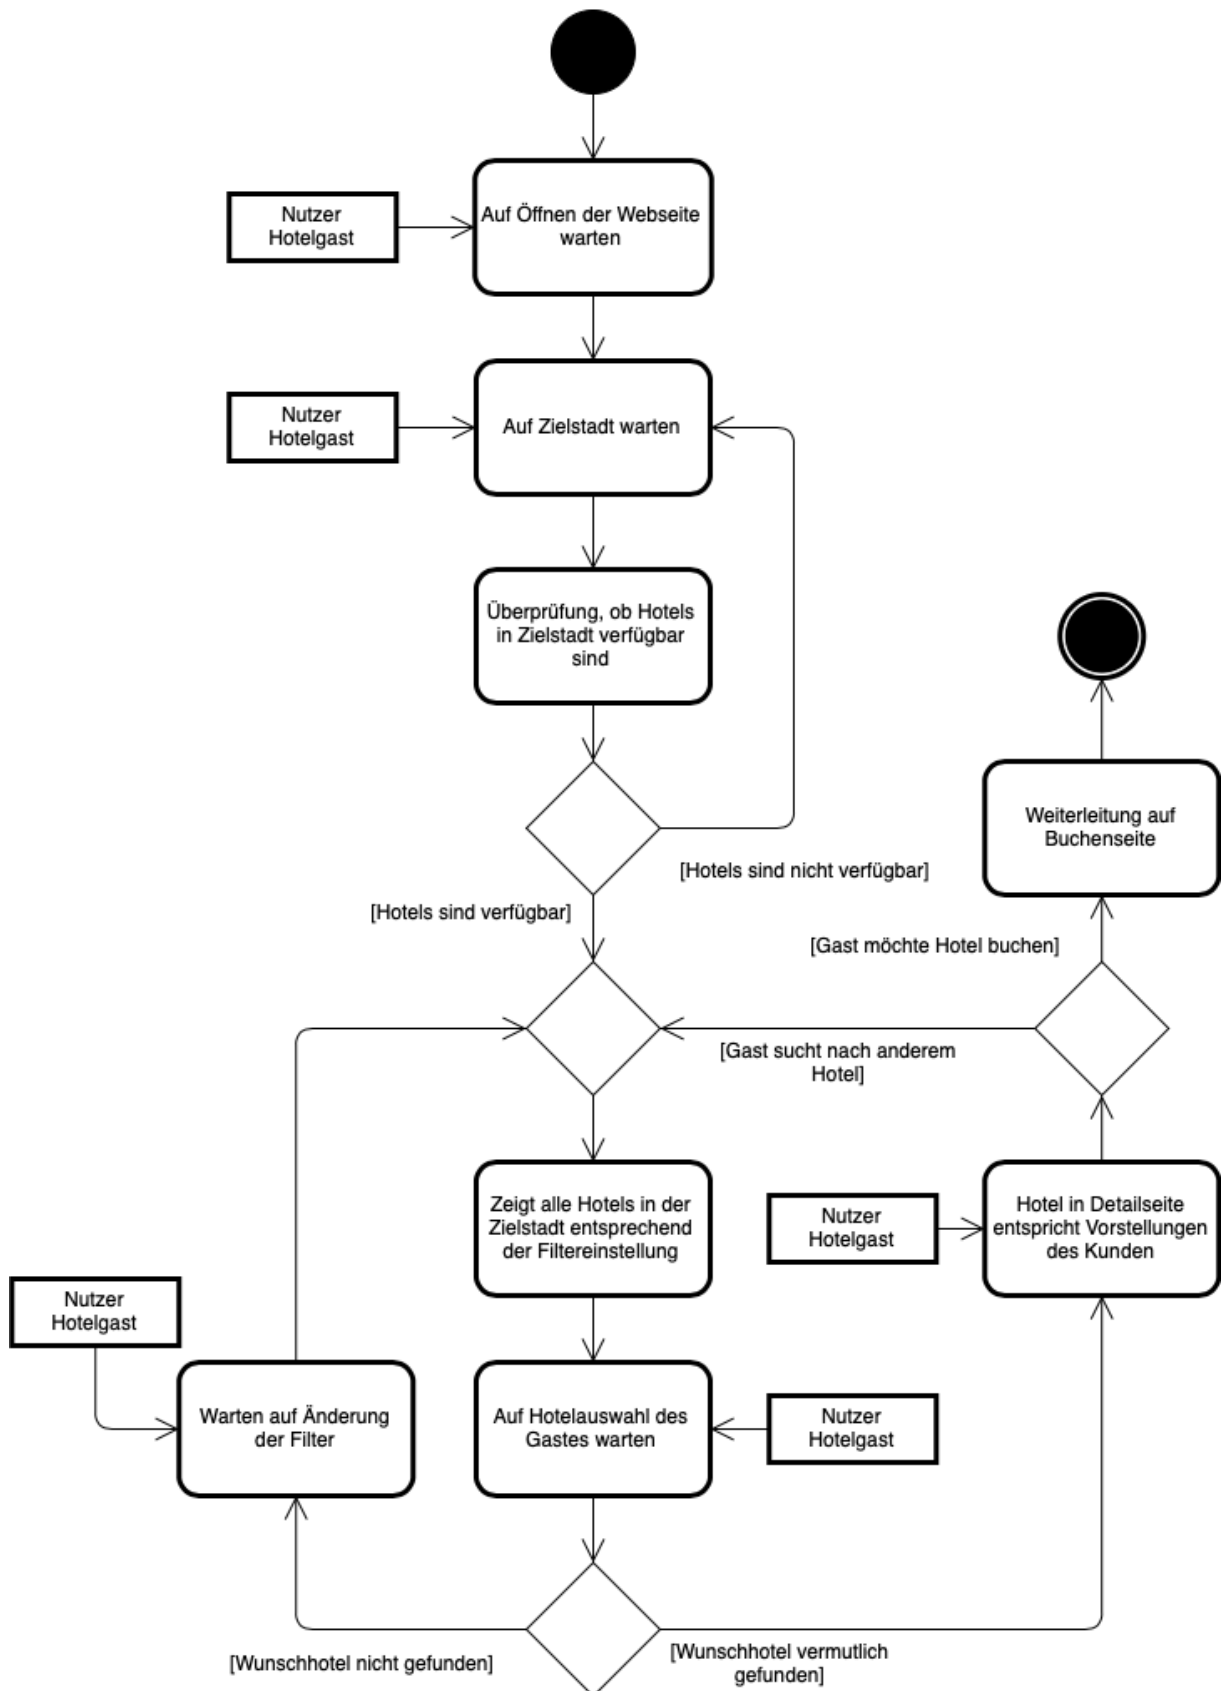 Nutzer
Hotelgast
Auf Öffnen der Webseite
warten
Nutzer
Hotelgast
Auf Zielstadt warten
Überprüfung, ob Hotels
in Zielstadt verfügbar
sind
Weiterleitung auf
Buchenseite
[Hotels sind nicht verfügbar]
[Hotels sind verfügbar]
[Gast möchte Hotel buchen]
[Gast sucht nach anderem
Hotel]
Zeigt alle Hotels in der
Zielstadt entsprechend
der Filtereinstellung
Nutzer
Hotelgast
Hotel in Detailseite
entspricht Vorstellungen
des Kunden
Nutzer
Hotelgast
Warten auf Änderung
der Filter
Auf Hotelauswahl des
Gastes warten
Nutzer
Hotelgast
[Wunschhotel nicht gefunden]
[Wunschhotel vermutlich
gefunden]